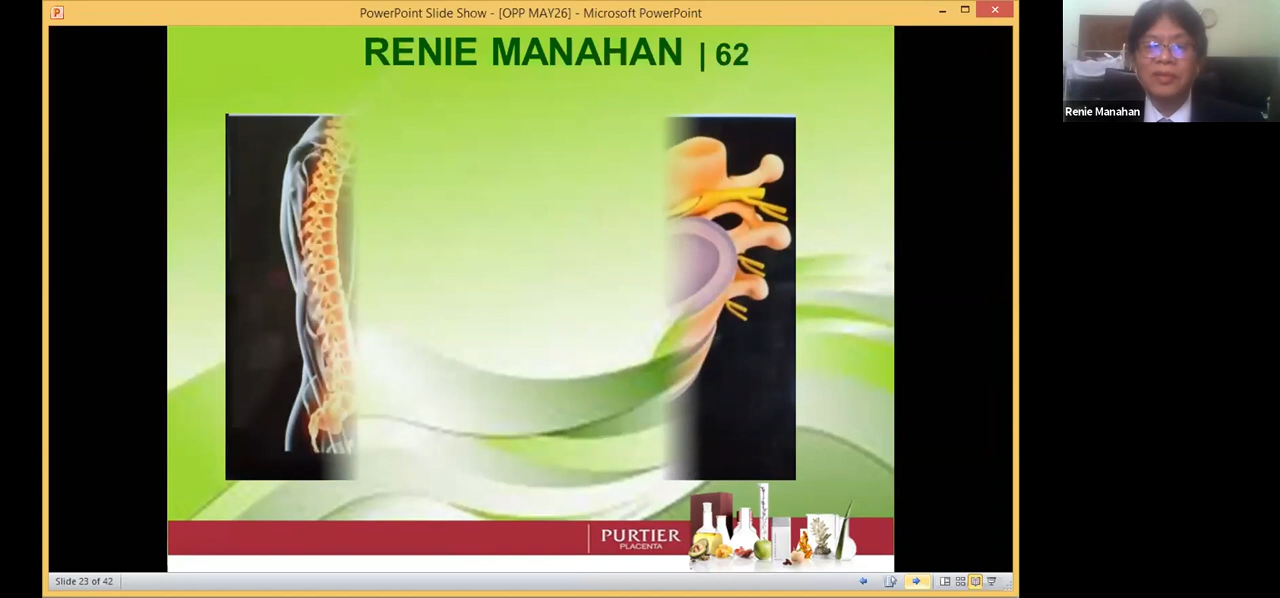 PowerPoint Slide Show - [OPP MAY26] - Microsoft PowerPoint
RENIE MANAHAN | 62
Renie Manahan
PURTIER
PLACENTA
Slide 23 of 42